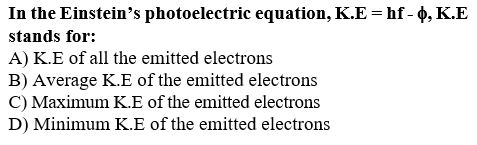 In the Einstein’s photoelectric equation, K.E = hf - ϕ, K.E
stands for:
A) K.E of all the emitted electrons
B) Average K.E of the emitted electrons
C) Maximum K.E of the emitted electrons
D) Minimum K.E of the emitted electrons